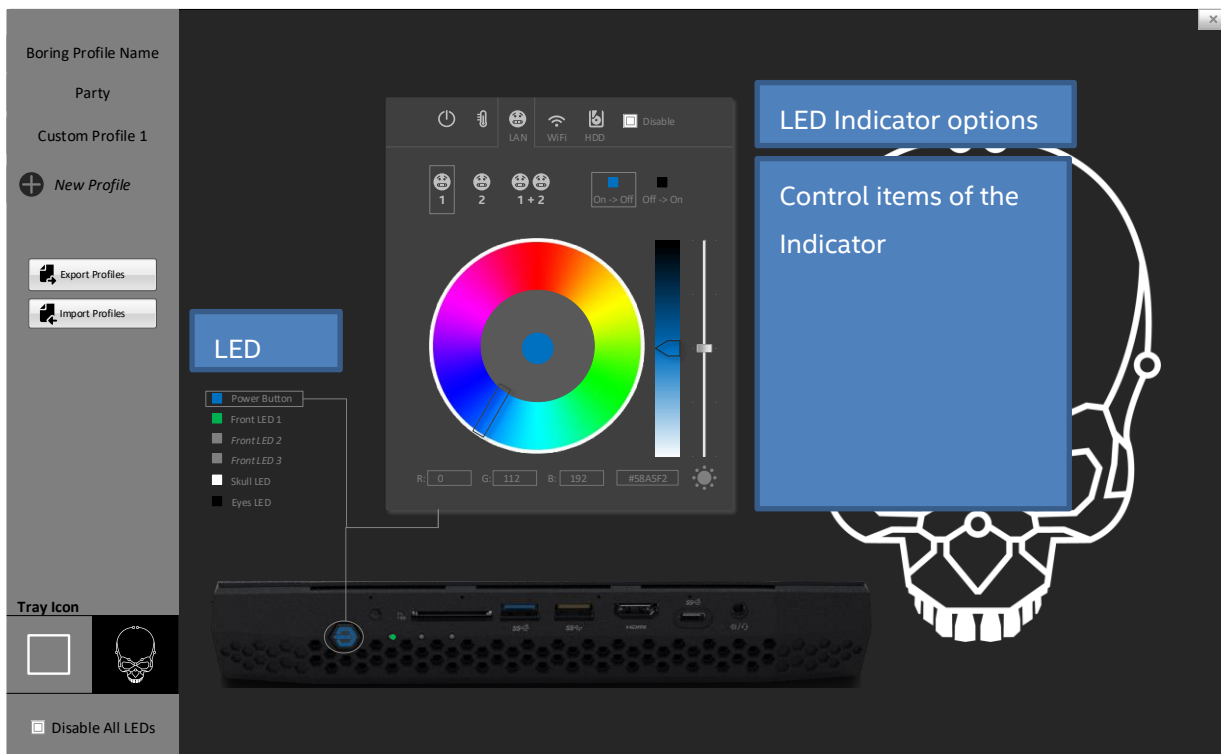 ×
Boring Profile Name
Party
Custom Profile 1
New Profile
Export Profiles
Import Profiles
LED
Power Button
Front LED 1
Front LED 2
Front LED 3
Skull LED
Eyes LED
LAN
WiFi
HDD
Disable
1
2
1 + 2
On -> Off
Off -> On
R: 0
G: 112
B: 192
#58A5F2
LED Indicator options
Control items of the
Indicator
HDMI
Tray Icon
Disable All LEDs